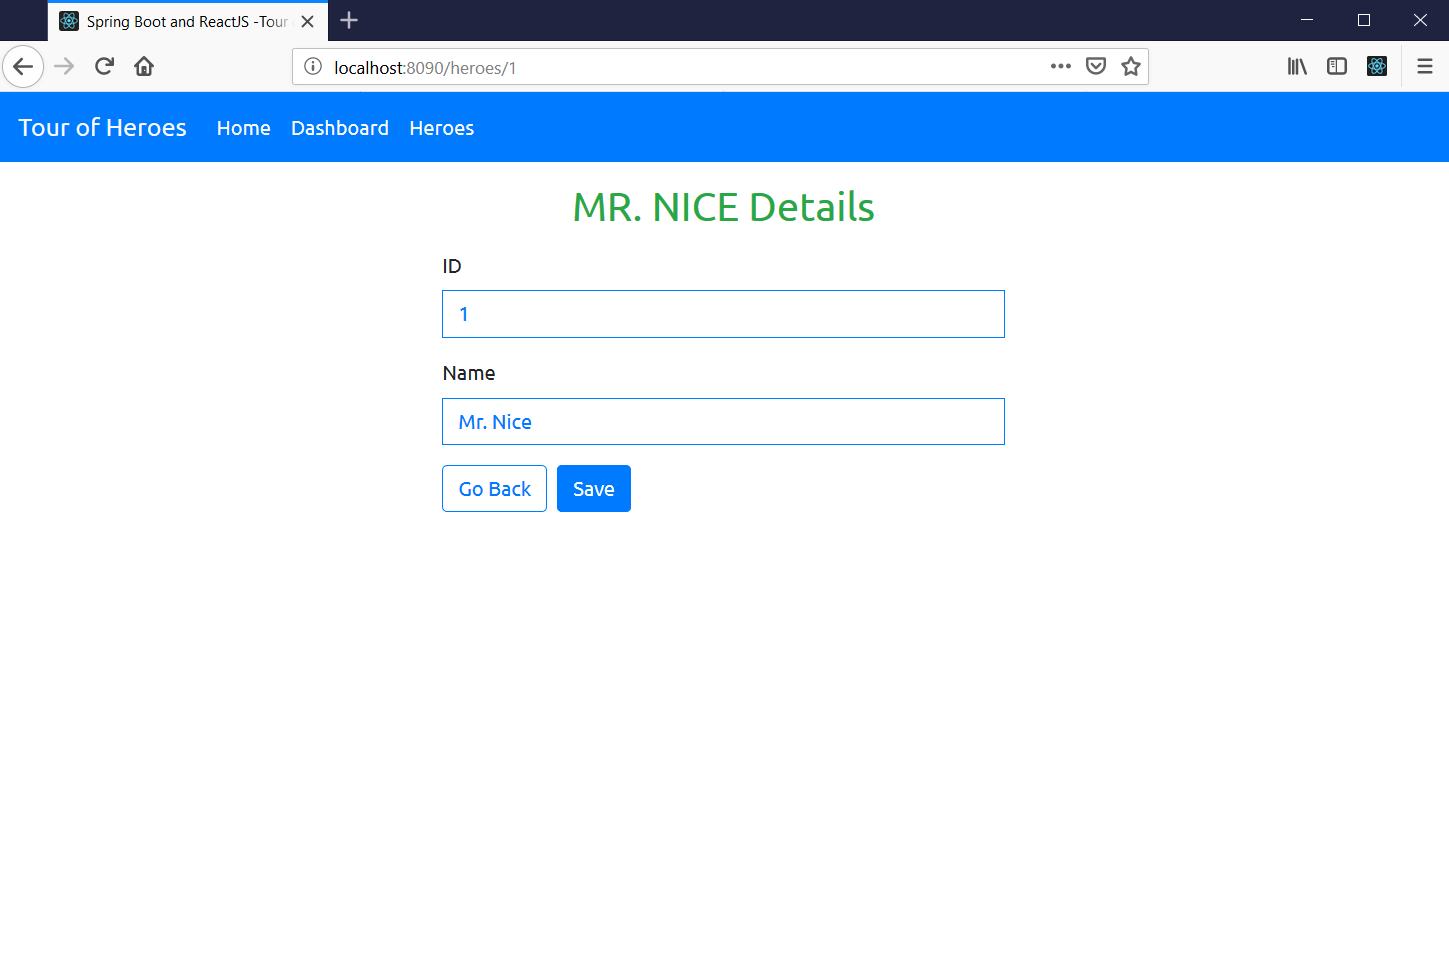 Spring Boot and ReactJS -Tour
localhost:8090/heroes/1
Tour of Heroes Home Dashboard Heroes
MR. NICE Details
ID
1
Name
Mr. Nice
Go Back Save